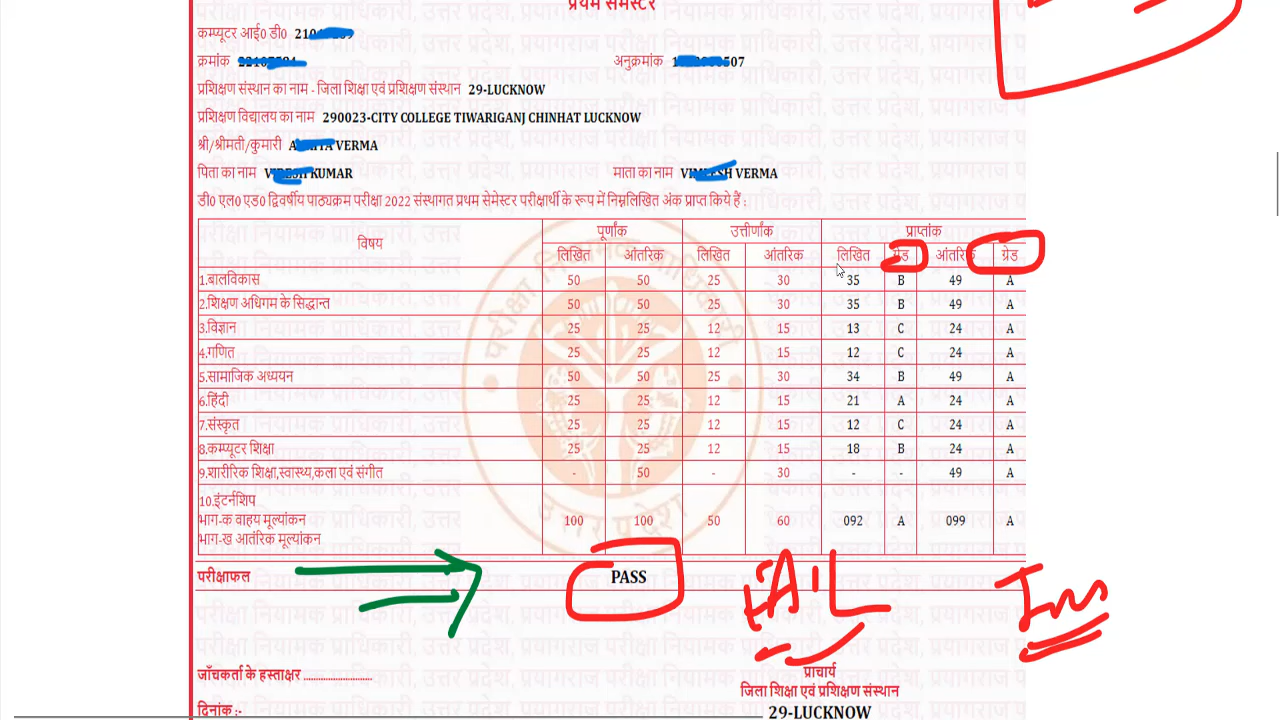 प्रथम सेमेस्टर
कम्प्यूटर आई0 डी0
क्रमांक अनुक्रमांक
प्रशिक्षण संस्थान का नाम - जिला शिक्षा एवं प्रशिक्षण संस्थान 29-LUCKNOW
प्रशिक्षण विद्यालय का नाम 290023-CITY COLLEGE TIWARIGANJ CHINHAT LUCKNOW
श्री/श्रीमती/कुमारी VERMA
पिता का नाम KUMAR माता का नाम VERMA
डी0 एल0 एड0 द्विवर्षीय पाठ्यक्रम परीक्षा 2022 संस्थागत प्रथम सेमेस्टर परीक्षार्थी के रूप में निम्नलिखित अंक प्राप्त किये हैं :
विषय पूर्णांक उत्तीर्णांक प्राप्तांक
लिखित आंतरिक लिखित आंतरिक लिखित ग्रेड आंतरिक ग्रेड
1.बालविकास 50 50 25 30 35 B 49 A
2.शिक्षण अधिगम के सिद्धान्त 50 50 25 30 35 B 49 A
3.विज्ञान 25 25 12 15 13 C 24 A
4.गणित 25 25 12 15 12 C 24 A
5.सामाजिक अध्ययन 50 50 25 30 34 B 49 A
6.हिंदी 25 25 12 15 21 A 24 A
7.संस्कृत 25 25 12 15 12 C 24 A
8.कम्प्यूटर शिक्षा 25 25 12 15 18 B 24 A
9.शारीरिक शिक्षा,स्वास्थ्य,कला एवं संगीत - 50 - 30 - - 49 A
10.इंटर्नशिप
भाग-क वाहय मूल्यांकन 100 100 50 60 092 A 099 A
भाग-ख आतंरिक मूल्यांकन
परीक्षाफल PASS FAIL
जाँचकर्ता के हस्ताक्षर ........................... प्राचार्य
जिला शिक्षा एवं प्रशिक्षण संस्थान
दिनांक :- 29-LUCKNOW